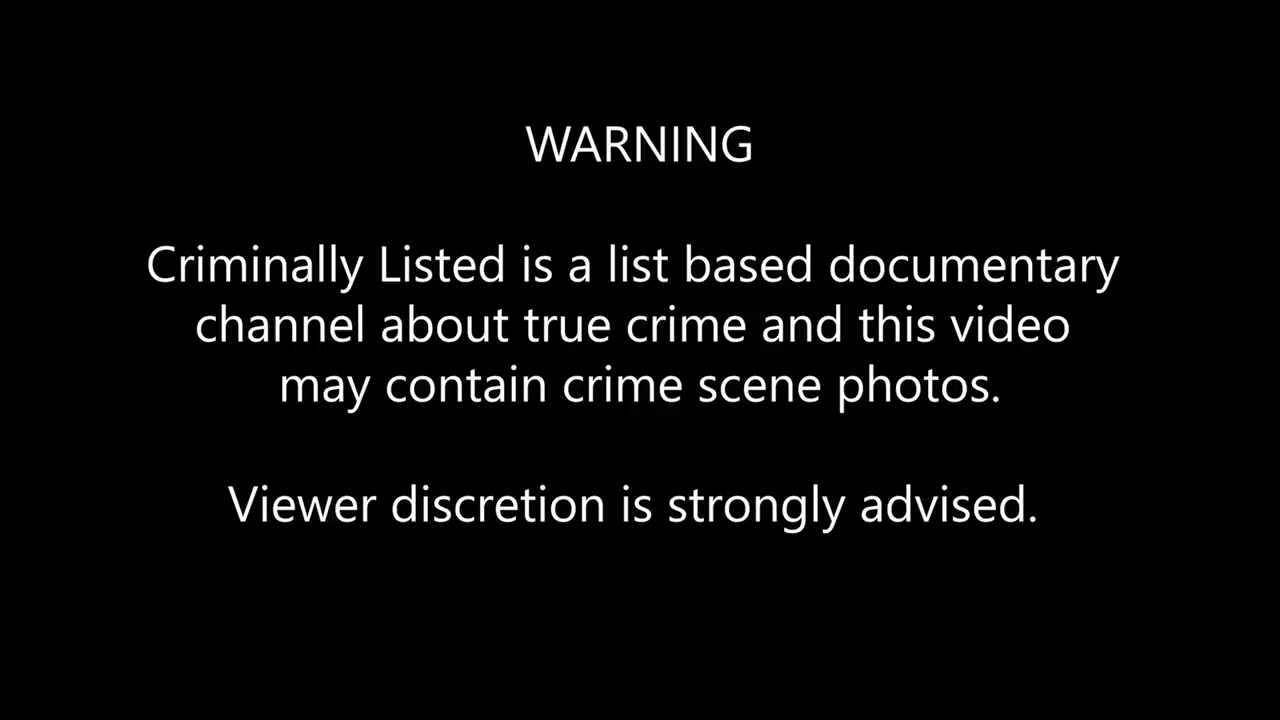 WARNING
Criminally Listed is a list based documentary
channel about true crime and this video
may contain crime scene photos.
Viewer discretion is strongly advised.